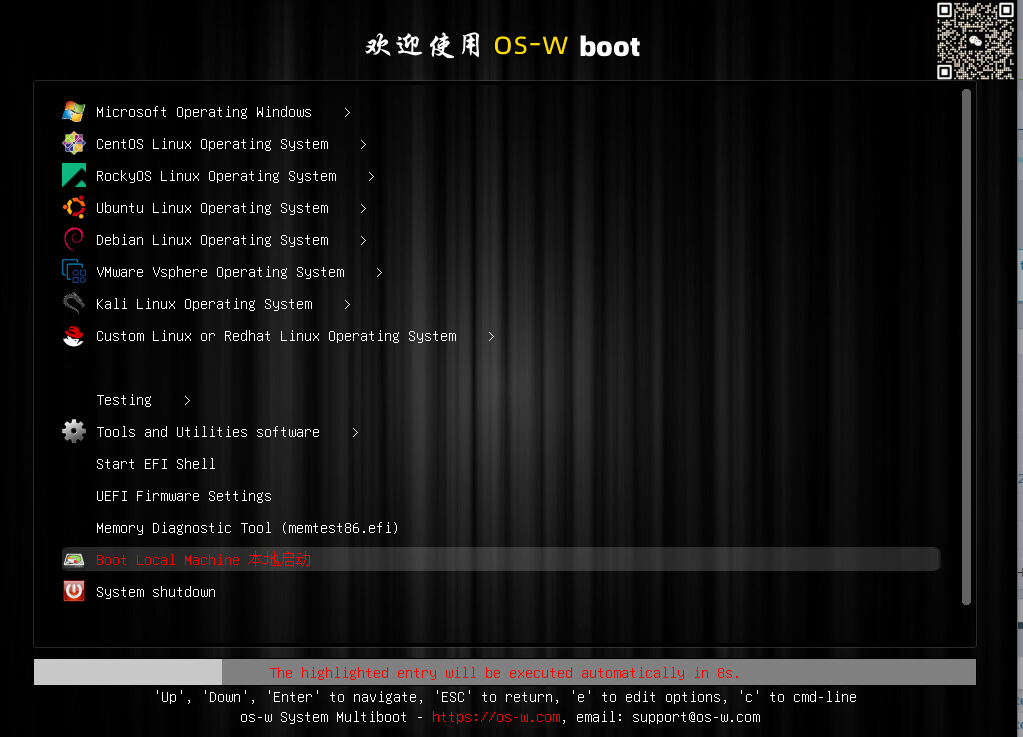 欢迎使用 OS-W boot
Microsoft Operating Windows >
CentOS Linux Operating System >
RockyOS Linux Operating System >
Ubuntu Linux Operating System >
Debian Linux Operating System >
VMware Vsphere Operating System >
Kali Linux Operating System >
Custom Linux or Redhat Linux Operating System >
Testing >
Tools and Utilities software >
Start EFI Shell
UEFI Firmware Settings
Memory Diagnostic Tool (memtest86.efi)
Boot Local Machine 本地启动
System shutdown
The highlighted entry will be executed automatically in 8s.
'Up', 'Down', 'Enter' to navigate, 'ESC' to return, 'e' to edit options, 'c' to cmd-line
os-w System Multiboot - https://os-w.com, email: support@os-w.com